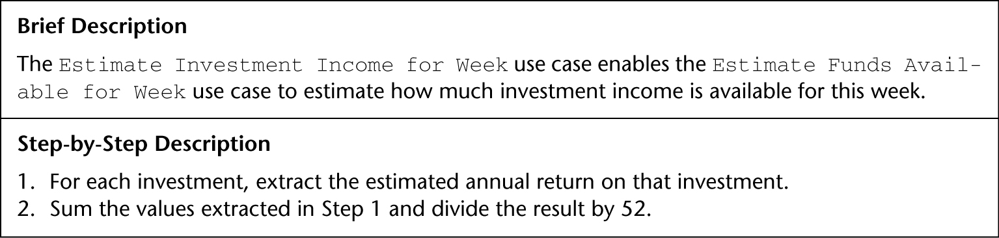 Brief Description
The Estimate Investment Income for Week use case enables the Estimate Funds Avail-
able for Week use case to estimate how much investment income is available for this week.
Step-by-Step Description
1. For each investment, extract the estimated annual return on that investment.
2. Sum the values extracted in Step 1 and divide the result by 52.